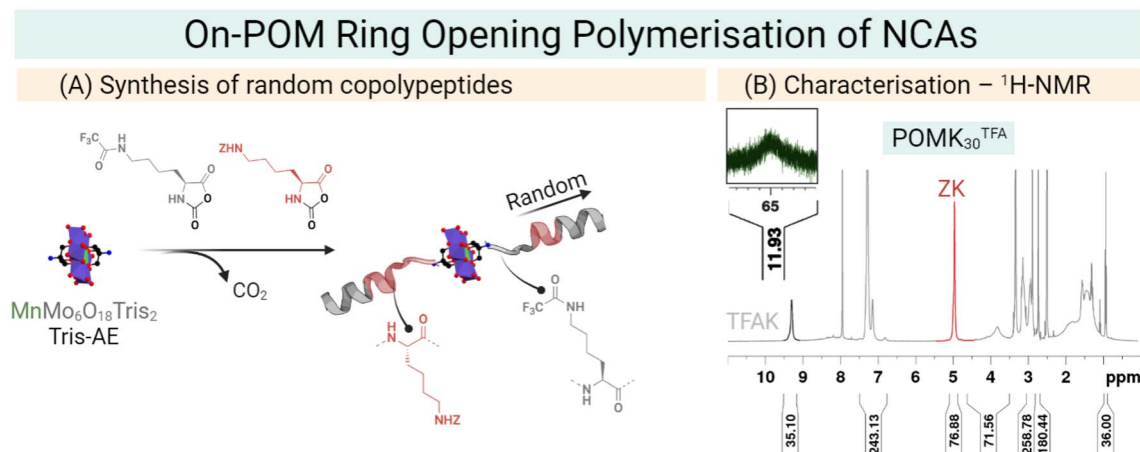 On-POM Ring Opening Polymerisation of NCAs
(A) Synthesis of random copolypeptides
F₃C
H
N
O
O
HN
O
O
ZHN
O
HN
O
O
MnMo₆O₁₈Tris₂
Tris-AE
CO₂
Random
H
N
O
NHZ
O
F₃C
NH
N
H
O
(B) Characterisation – ¹H-NMR
POMK₃₀ᵀᶠᴬ
65
11.93
ZK
TFAK
10 9 8 7 6 5 4 3 2 ppm
35.10
243.13
76.88
71.56
258.78
180.44
36.00